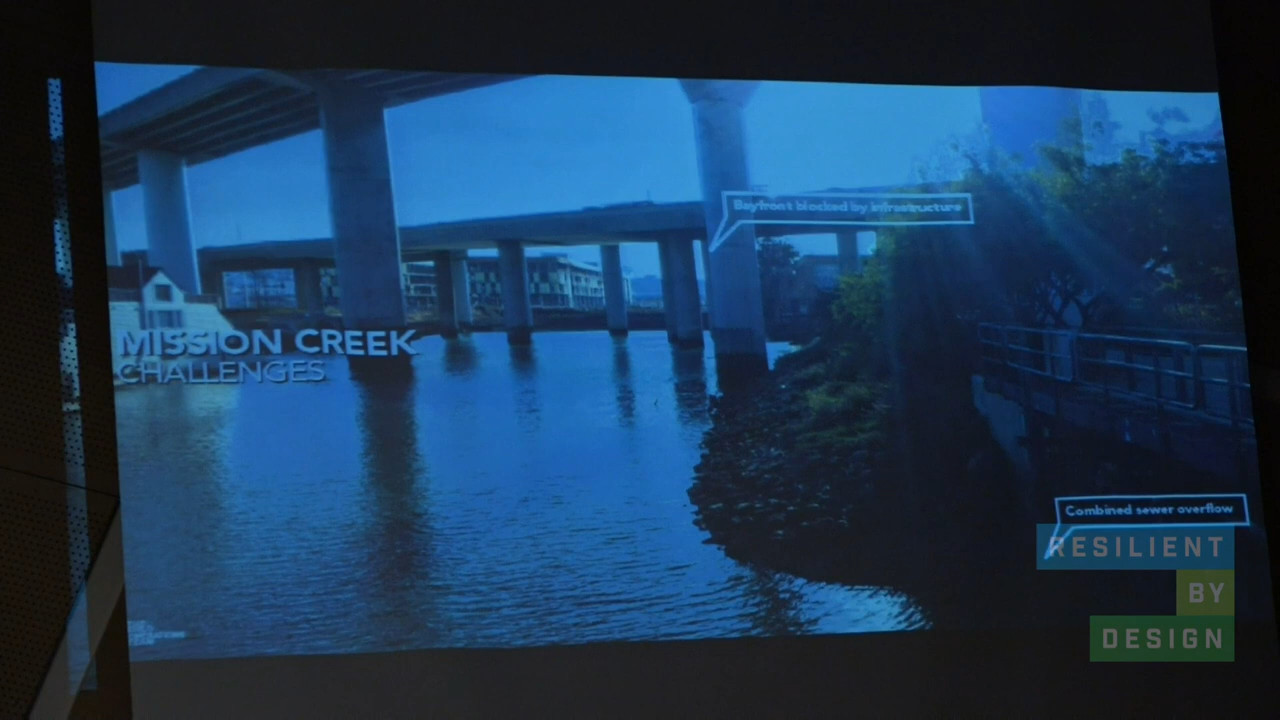 Bayfront blocked by infrastructure
MISSION CREEK
CHALLENGES
Combined sewer overflow
RESILIENT
BY
DESIGN